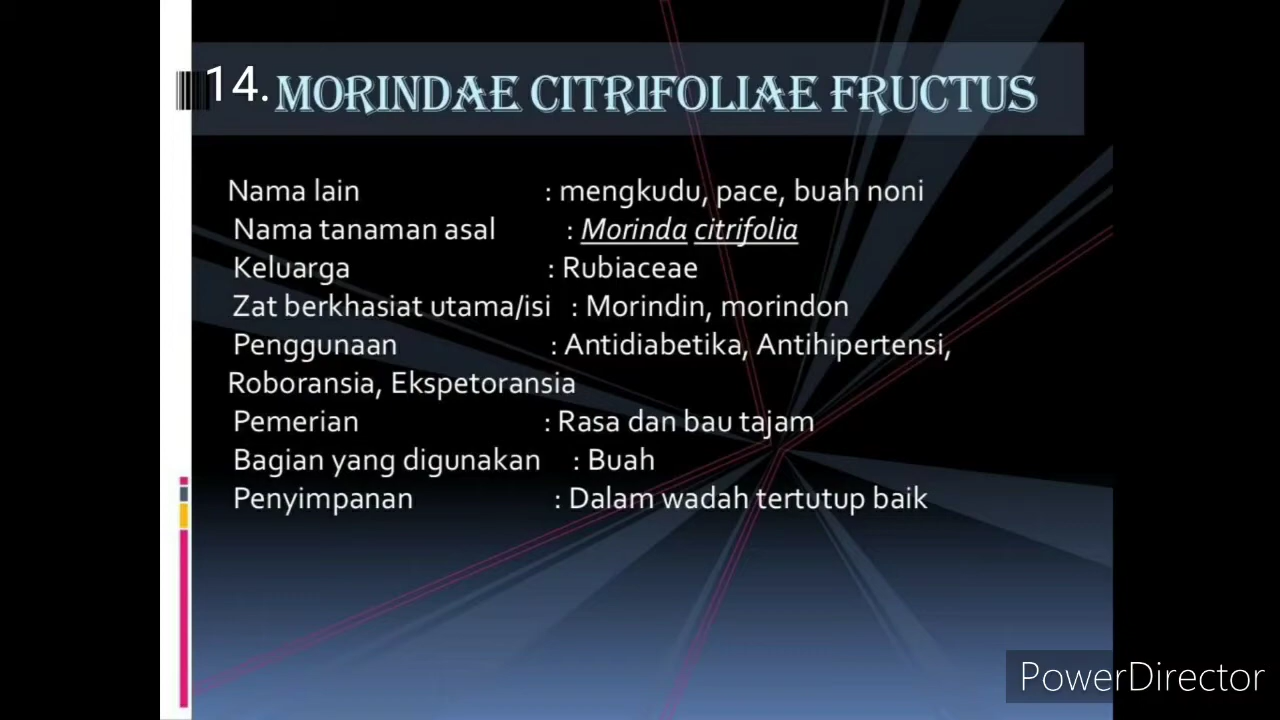 14. MORINDAE CITRIFOLIAE FRUCTUS
Nama lain : mengkudu, pace, buah noni
Nama tanaman asal : Morinda citrifolia
Keluarga : Rubiaceae
Zat berkhasiat utama/isi : Morindin, morindon
Penggunaan : Antidiabetika, Antihipertensi,
Roboransia, Ekspetoransia
Pemerian : Rasa dan bau tajam
Bagian yang digunakan : Buah
Penyimpanan : Dalam wadah tertutup baik
PowerDirector